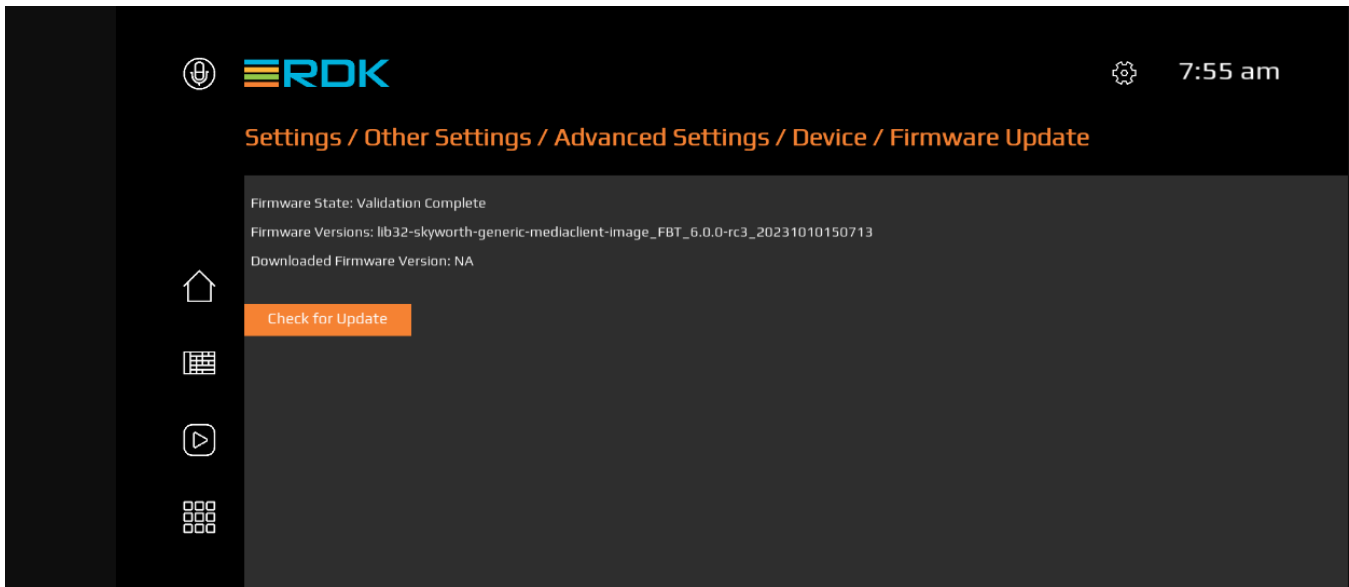 RDK
7:55 am
Settings / Other Settings / Advanced Settings / Device / Firmware Update
Firmware State: Validation Complete
Firmware Versions: lib32-skyworth-generic-mediaclient-image_FBT_6.0.0-rc3_20231010150713
Downloaded Firmware Version: NA
Check for Update